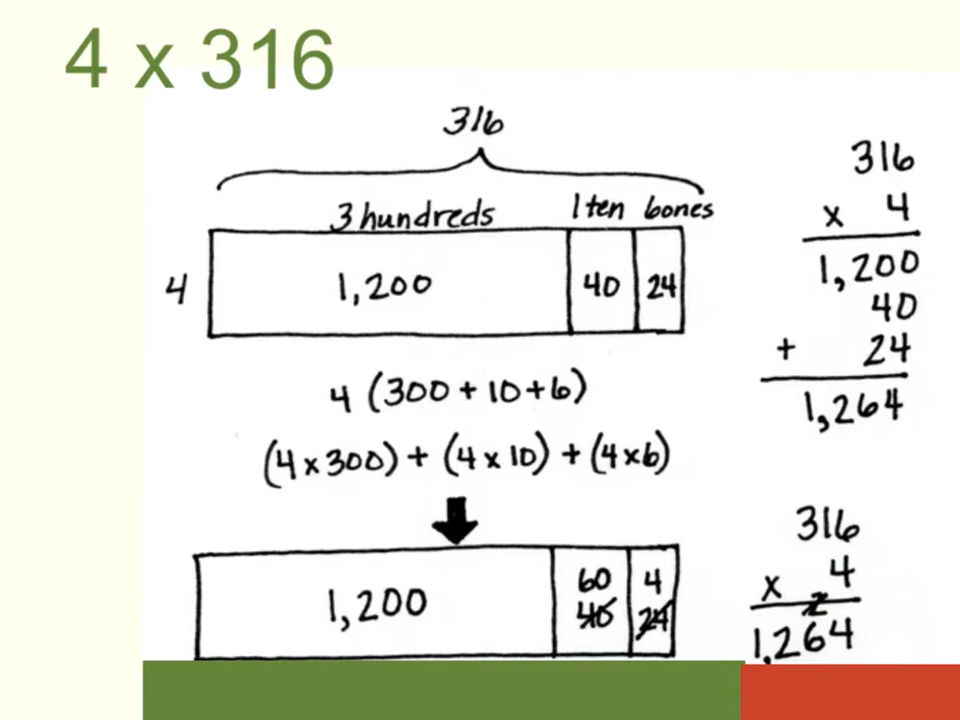 4 x 316
316
3 hundreds 1 ten 6ones
4 1,200 40 24
4 (300 + 10 + 6)
(4 x 300) + (4 x 10) + (4 x 6)
60 4
1,200 40 24
316
x 4
1,200
40
+ 24
1,264
316
x 4
2
1,264